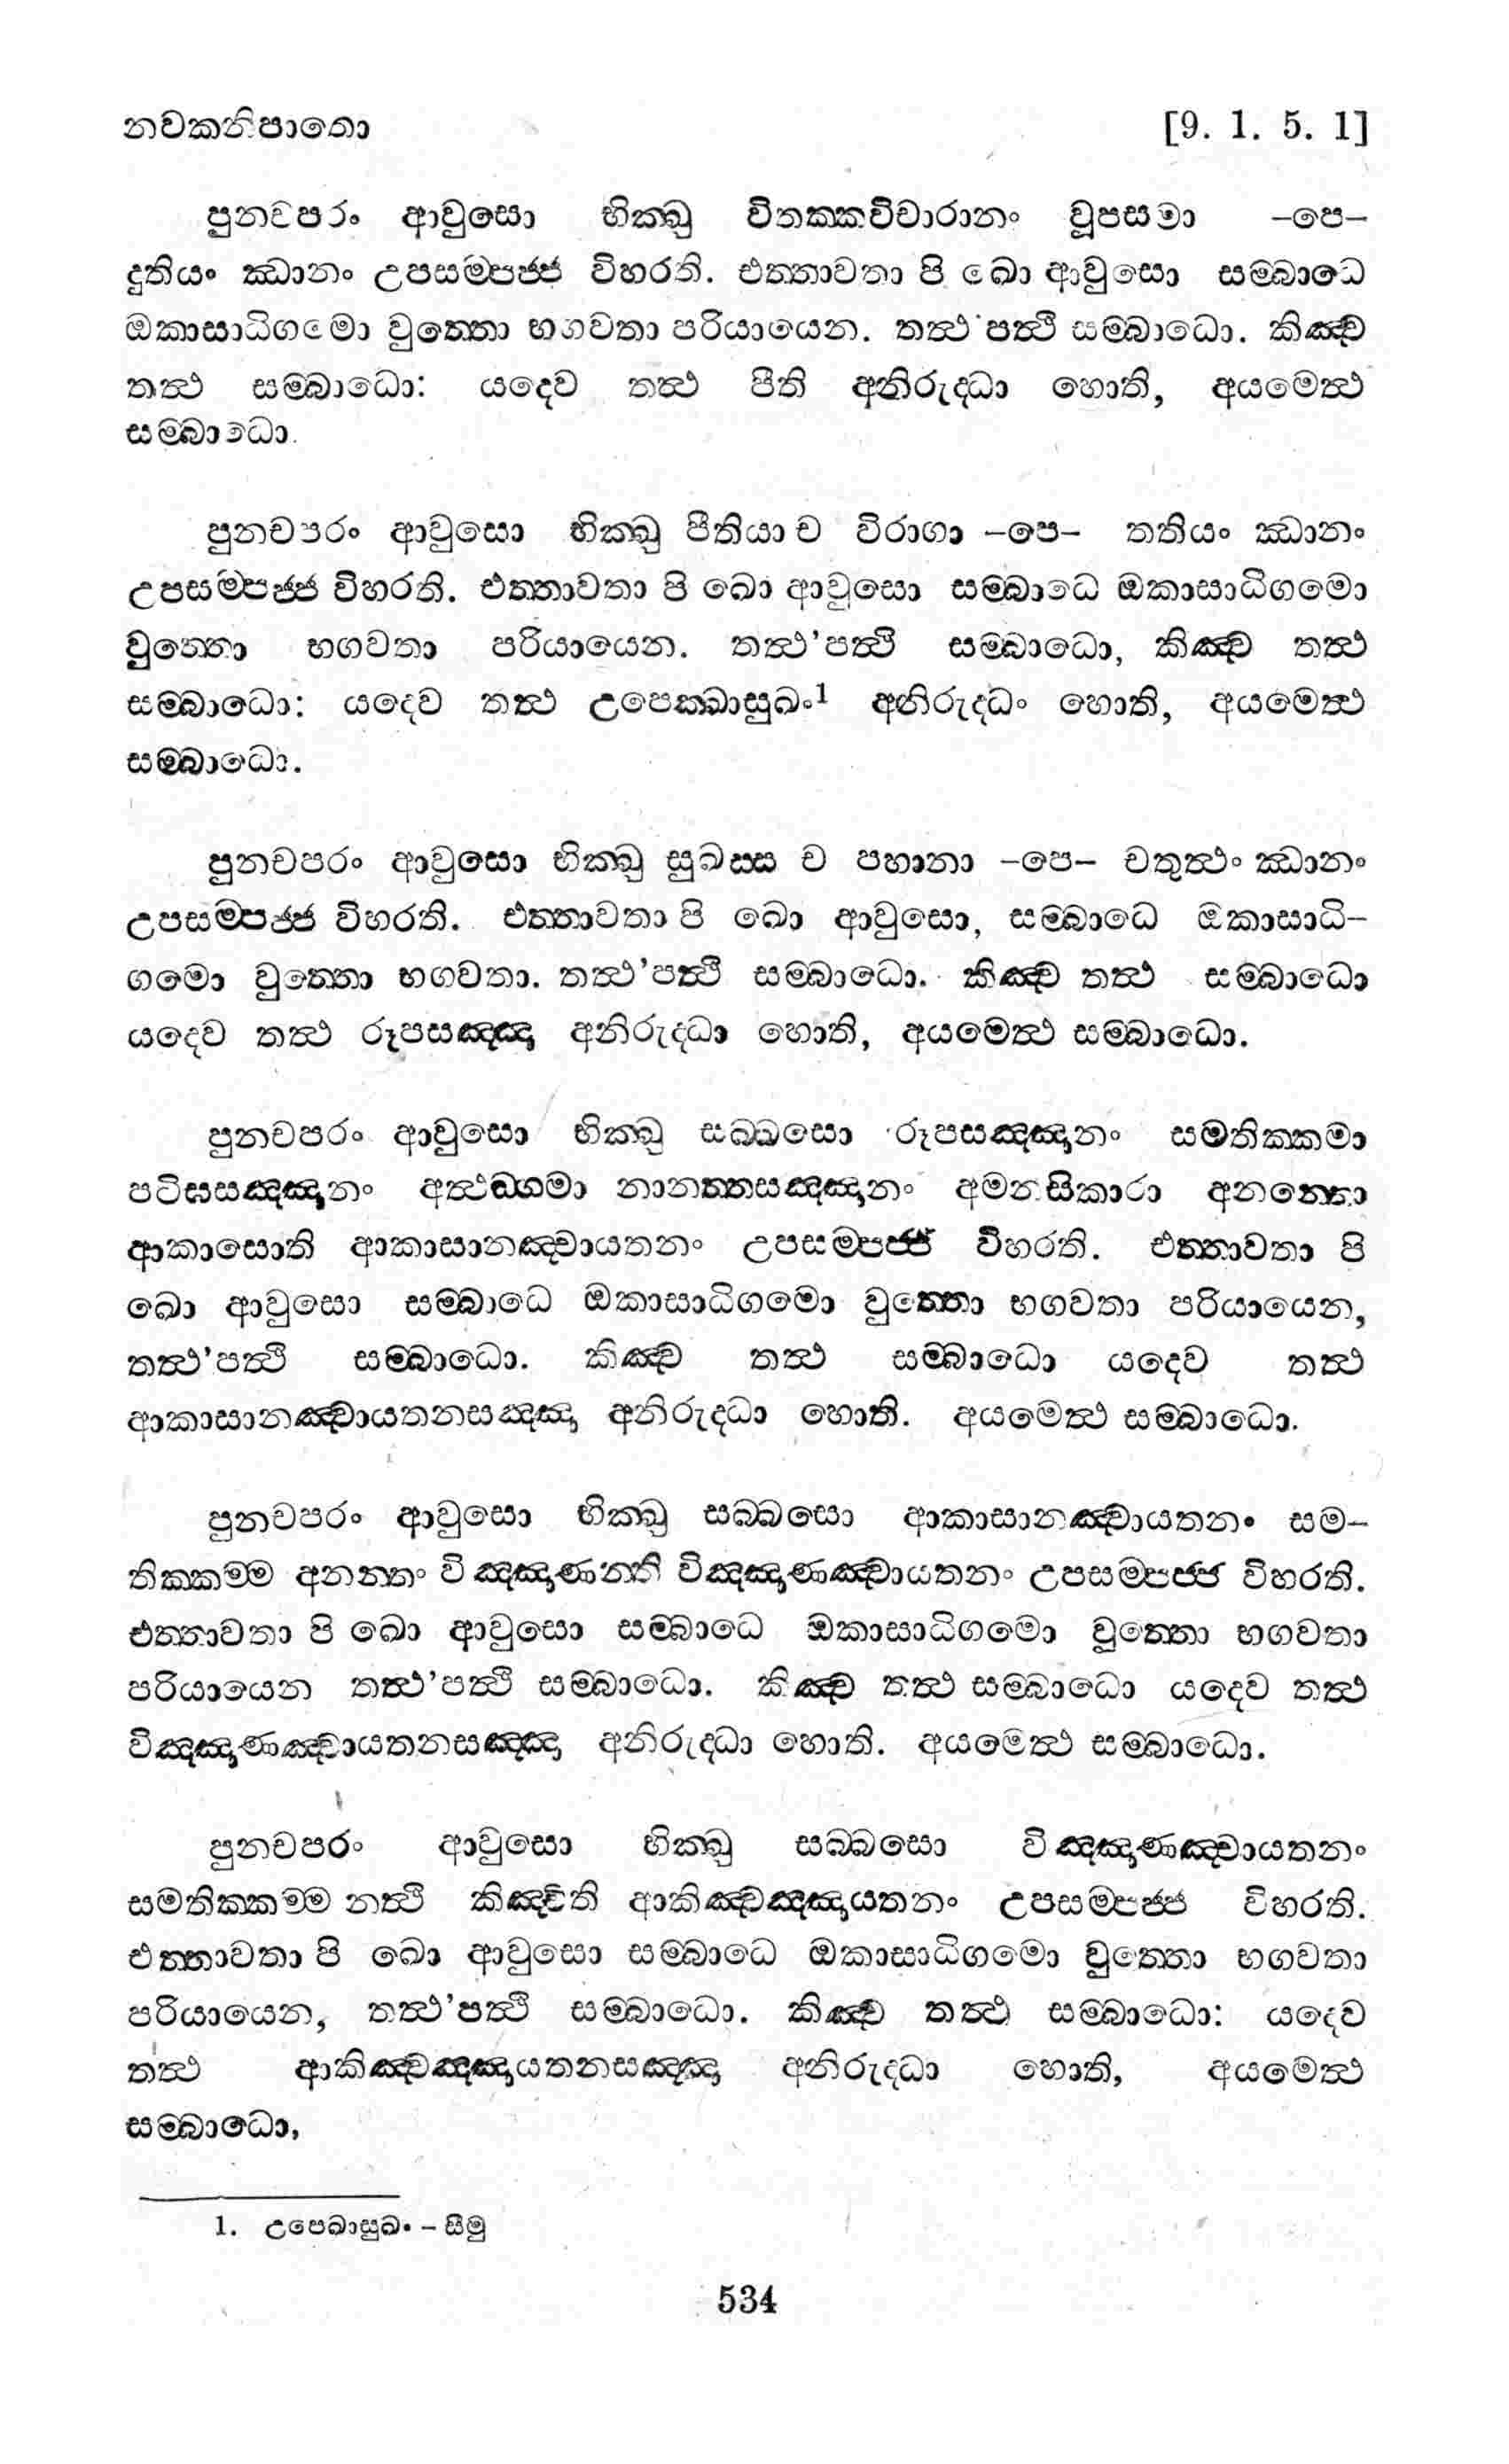 නවකනිපාතො [9. 1. 5. 1]
පුනචපරං ආවුසො භික්ඛු විතක්කවිචාරානං වූපසමා –පෙ–
දුතියං ඣානං උපසම්පජ්ජ විහරති. එත්තාවතා පි ඛො ආවුසො සම්බාධෙ
ඔකාසාධිගමො වුත්තො භගවතා පරියායෙන. තත්‍ථ'පත්‍ථි සම්බාධො. කිඤ්ච
තත්‍ථ සම්බාධො: යදෙව තත්‍ථ පීති අනිරුද්ධා හොති, අයමෙත්‍ථ
සම්බාධො.
පුනචපරං ආවුසො භික්ඛු පීතියා ච විරාගා –පෙ– තතියං ඣානං
උපසම්පජ්ජ විහරති. එත්තාවතා පි ඛො ආවුසො සම්බාධෙ ඔකාසාධිගමො
වුත්තො භගවතා පරියායෙන. තත්‍ථ'පත්‍ථි සම්බාධො, කිඤ්ච තත්‍ථ
සම්බාධො: යදෙව තත්‍ථ උපෙක්ඛාසුඛං1 අනිරුද්ධං හොති, අයමෙත්‍ථ
සම්බාධො.
පුනචපරං ආවුසො භික්ඛු සුඛස්ස ච පහානා –පෙ– චතුත්‍ථං ඣානං
උපසම්පජ්ජ විහරති. එත්තාවතා පි ඛො ආවුසො, සම්බාධෙ ඔකාසාධි–
ගමො වුත්තො භගවතා. තත්‍ථ'පත්‍ථි සම්බාධො. කිඤ්ච තත්‍ථ සම්බාධො
යදෙව තත්‍ථ රූපසඤ්ඤා අනිරුද්ධා හොති, අයමෙත්‍ථ සම්බාධො.
පුනචපරං ආවුසො භික්ඛු සබ්බසො රූපසඤ්ඤානං සමතික්කමා
පටිඝසඤ්ඤානං අත්‍ථඞ්ගමා නානත්තසඤ්ඤානං අමනසිකාරා අනන්තො
ආකාසොති ආකාසානඤ්චායතනං උපසම්පජ්ජ විහරති. එත්තාවතා පි
ඛො ආවුසො සම්බාධෙ ඔකාසාධිගමො වුත්තො භගවතා පරියායෙන,
තත්‍ථ'පත්‍ථි සම්බාධො. කිඤ්ච තත්‍ථ සම්බාධො යදෙව තත්‍ථ
ආකාසානඤ්චායතනසඤ්ඤා අනිරුද්ධා හොති. අයමෙත්‍ථ සම්බාධො.
පුනචපරං ආවුසො භික්ඛු සබ්බසො ආකාසානඤ්චායතනං සම–
තික්කම්ම අනන්තං විඤ්ඤාණන්ති විඤ්ඤාණඤ්චායතනං උපසම්පජ්ජ විහරති.
එත්තාවතා පි ඛො ආවුසො සම්බාධෙ ඔකාසාධිගමො වුත්තො භගවතා
පරියායෙන තත්‍ථ'පත්‍ථි සම්බාධො. කිඤ්ච තත්‍ථ සම්බාධො යදෙව තත්‍ථ
විඤ්ඤාණඤ්චායතනසඤ්ඤා අනිරුද්ධා හොති. අයමෙත්‍ථ සම්බාධො.
පුනචපරං ආවුසො භික්ඛු සබ්බසො විඤ්ඤාණඤ්චායතනං
සමතික්කම්ම නත්‍ථි කිඤ්චිති ආකිඤ්චඤ්ඤායතනං උපසම්පජ්ජ විහරති.
එත්තාවතා පි ඛො ආවුසො සම්බාධෙ ඔකාසාධිගමො වුත්තො භගවතා
පරියායෙන, තත්‍ථ'පත්‍ථි සම්බාධො. කිඤ්ච තත්‍ථ සම්බාධො: යදෙව
තත්‍ථ ආකිඤ්චඤ්ඤායතනසඤ්ඤා අනිරුද්ධා හොති, අයමෙත්‍ථ
සම්බාධො,
1. උපෙඛාසුඛං – සීමු
534